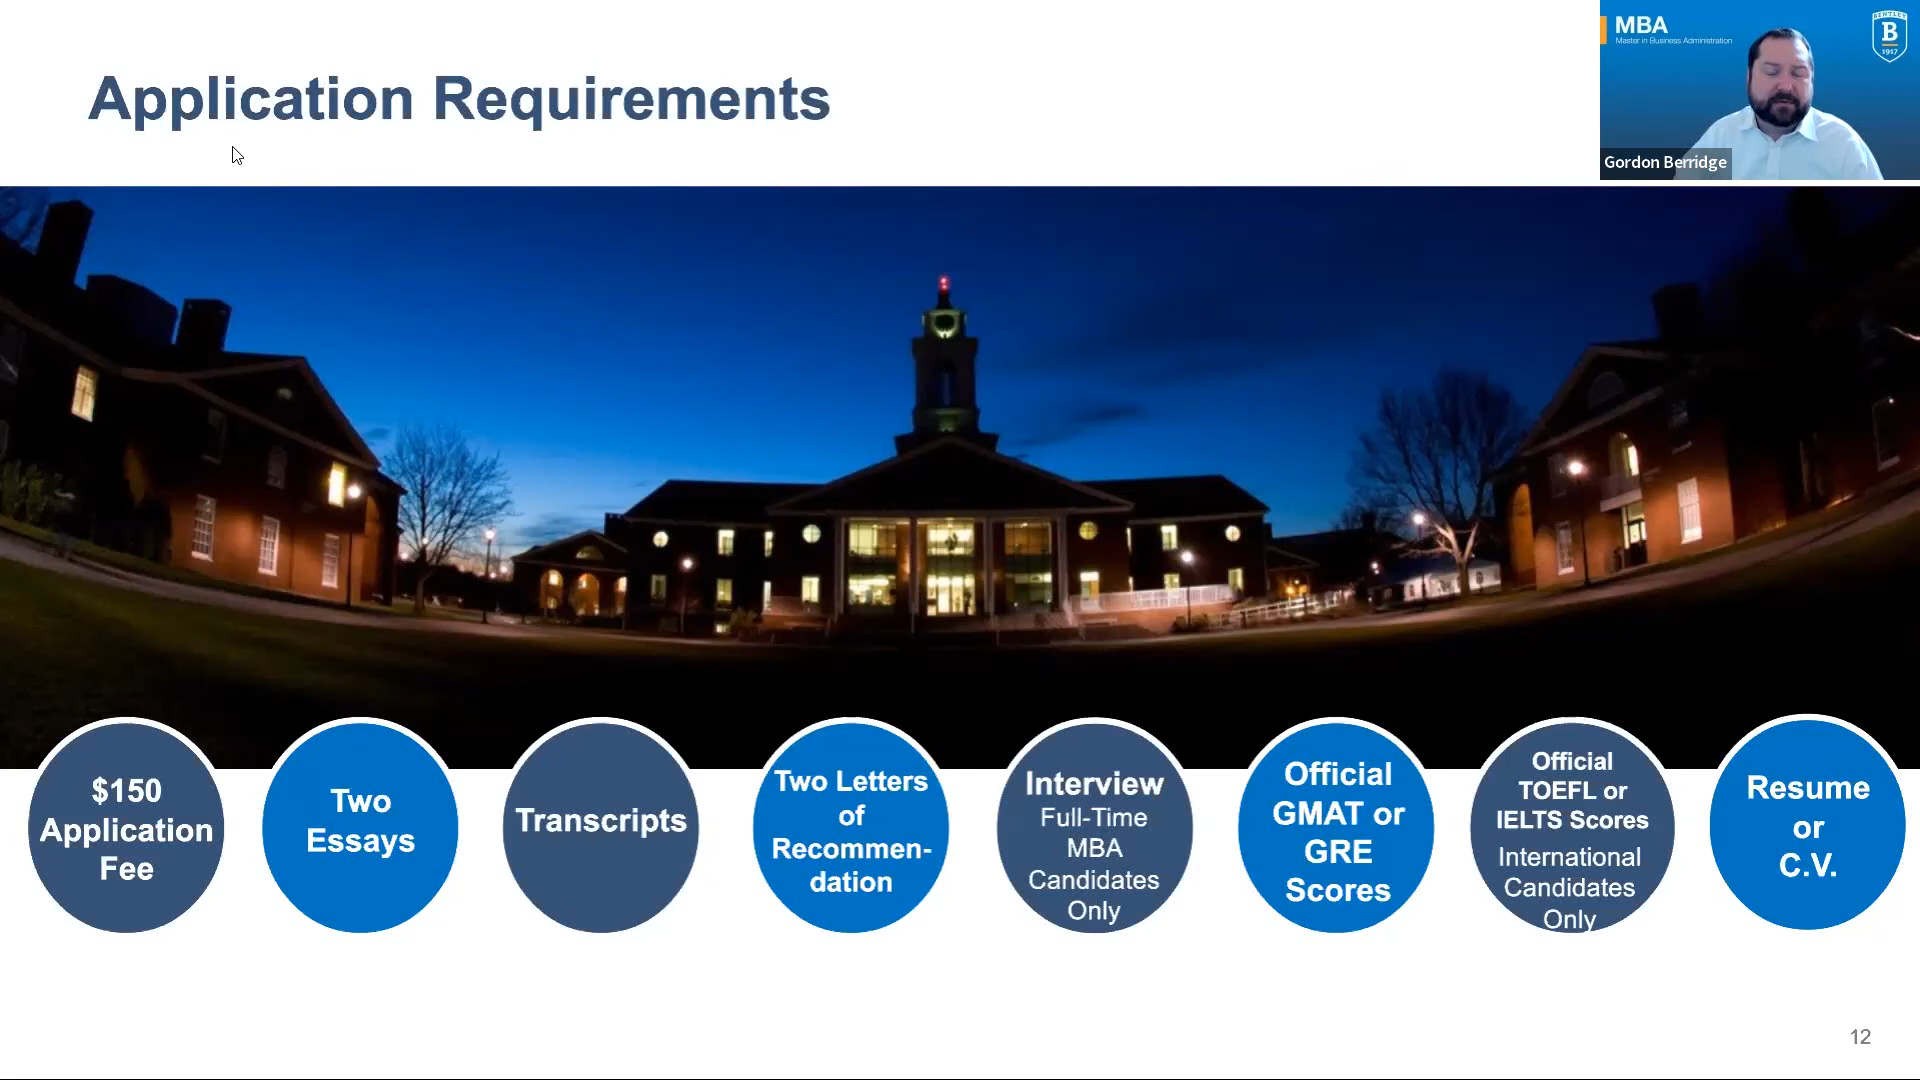 Application Requirements
MBA
Master in Business Administration
BENTLEY
B
1917
Gordon Berridge
$150
Application
Fee
Two
Essays
Transcripts
Two Letters
of
Recommen-
dation
Interview
Full-Time
MBA
Candidates
Only
Official
GMAT or
GRE
Scores
Official
TOEFL or
IELTS Scores
International
Candidates
Only
Resume
or
C.V.
12